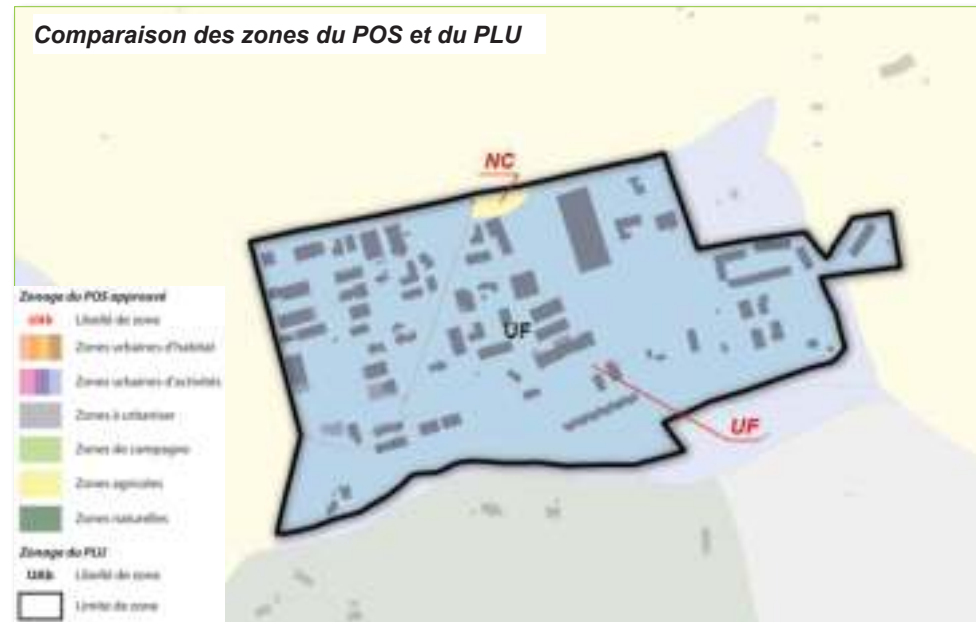 Comparaison des zones du POS et du PLU
NC
UF
UF
Zonage du POS approuvé
UAb Libellé de zone
Zones urbaines d'habitat
Zones urbaines d'activités
Zones à urbaniser
Zones de campagne
Zones agricoles
Zones naturelles
Zonage du PLU
UAb Libellé de zone
Limite de zone